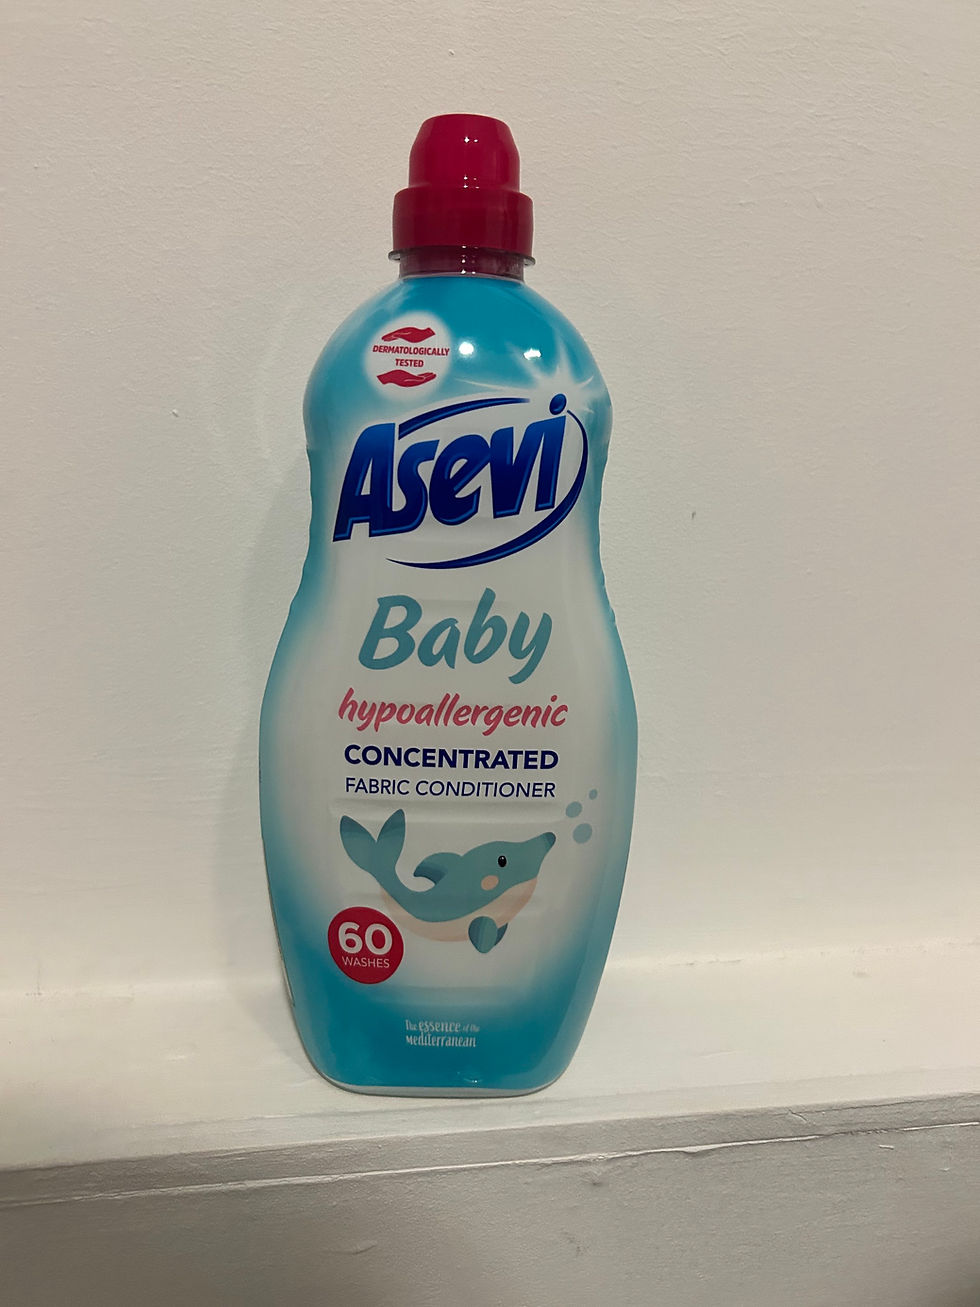 DERMATOLOGICALLY
TESTED
Asevi
Baby
hypoallergenic
CONCENTRATED
FABRIC CONDITIONER
60
WASHES
The essence of the
mediterranean